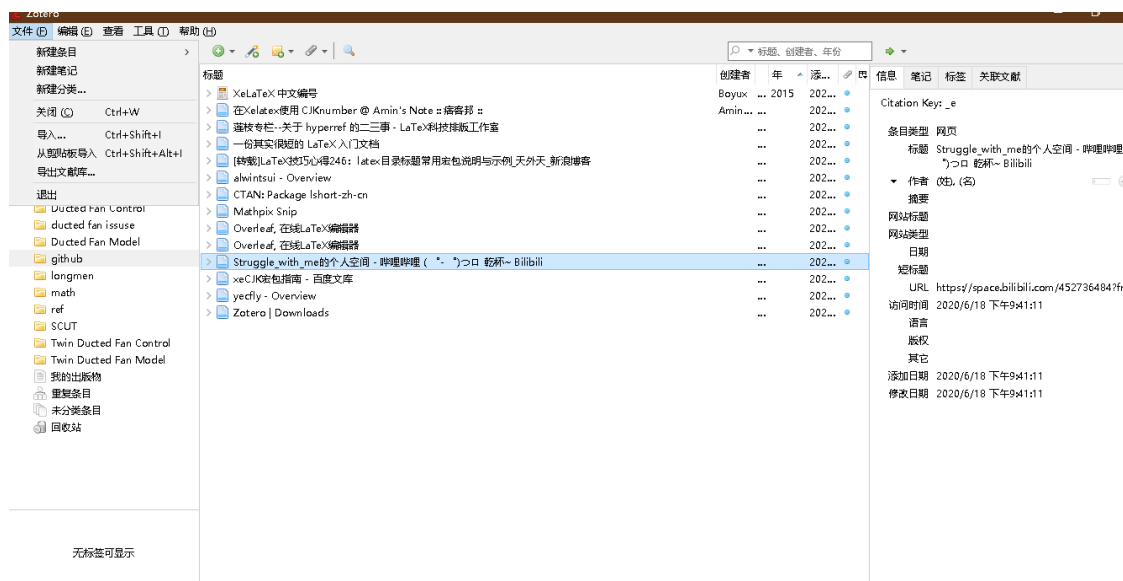 Zotero
文件 (F) 编辑 (E) 查看 工具 (T) 帮助 (H)
新建条目 >
新建笔记
新建分类...
关闭 (C) Ctrl+W
导入... Ctrl+Shift+I
从剪贴板导入 Ctrl+Shift+Alt+I
导出文献库...
退出
Ducted Fan Control
ducted fan issuse
Ducted Fan Model
github
longmen
math
ref
SCUT
Twin Ducted Fan Control
Twin Ducted Fan Model
我的出版物
重复条目
未分类条目
回收站
无标签可显示
标题、创建者、年份
标题 创建者 年 添...
XeLaTeX 中文编号 Boyux ... 2015 202...
在Xelatex使用 CJKnumber @ Amin's Note :: 痞客邦 :: Amin... ... 202...
莲枝专栏--关于 hyperref 的二三事 - LaTeX科技排版工作室 ... 202...
一份其实很短的 LaTeX 入门文档 ... 202...
[转载]LaTeX技巧心得246：latex目录标题常用宏包说明与示例_天外天_新浪博客 ... 202...
alwintsui - Overview ... 202...
CTAN: Package lshort-zh-cn ... 202...
Mathpix Snip ... 202...
Overleaf, 在线LaTeX编辑器 ... 202...
Overleaf, 在线LaTeX编辑器 ... 202...
Struggle_with_me的个人空间 - 哔哩哔哩 ( ゜- ゜)つロ 乾杯~ Bilibili ... 202...
xeCJK宏包指南 - 百度文库 ... 202...
yecfly - Overview ... 202...
Zotero | Downloads ... 202...
信息 笔记 标签 关联文献
Citation Key: _e
条目类型 网页
标题 Struggle_with_me的个人空间 - 哔哩哔哩
゜)つロ 乾杯~ Bilibili
作者 (姓), (名)
摘要
网站标题
网站类型
日期
短标题
URL https://space.bilibili.com/452736484?fr
访问时间 2020/6/18 下午9:41:11
语言
版权
其它
添加日期 2020/6/18 下午9:41:11
修改日期 2020/6/18 下午9:41:11